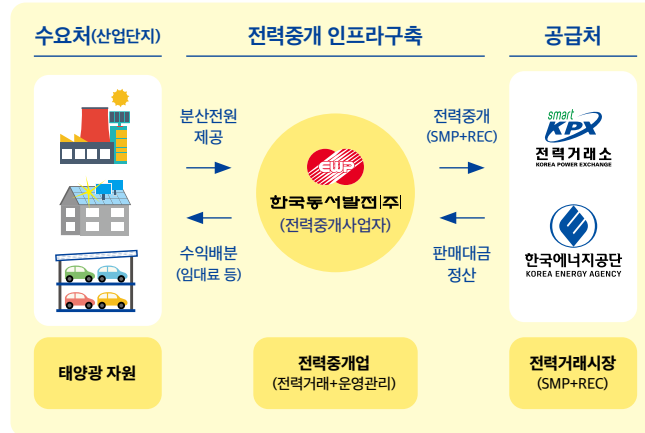 수요처(산업단지)
전력중개 인프라구축
공급처
분산전원
제공
수익배분
(임대료 등)
EWP
한국동서발전(주)
(전력중개사업자)
전력중개
(SMP+REC)
판매대금
정산
smart
KPX
전력거래소
KOREA POWER EXCHANGE
한국에너지공단
KOREA ENERGY AGENCY
태양광 자원
전력중개업
(전력거래+운영관리)
전력거래시장
(SMP+REC)